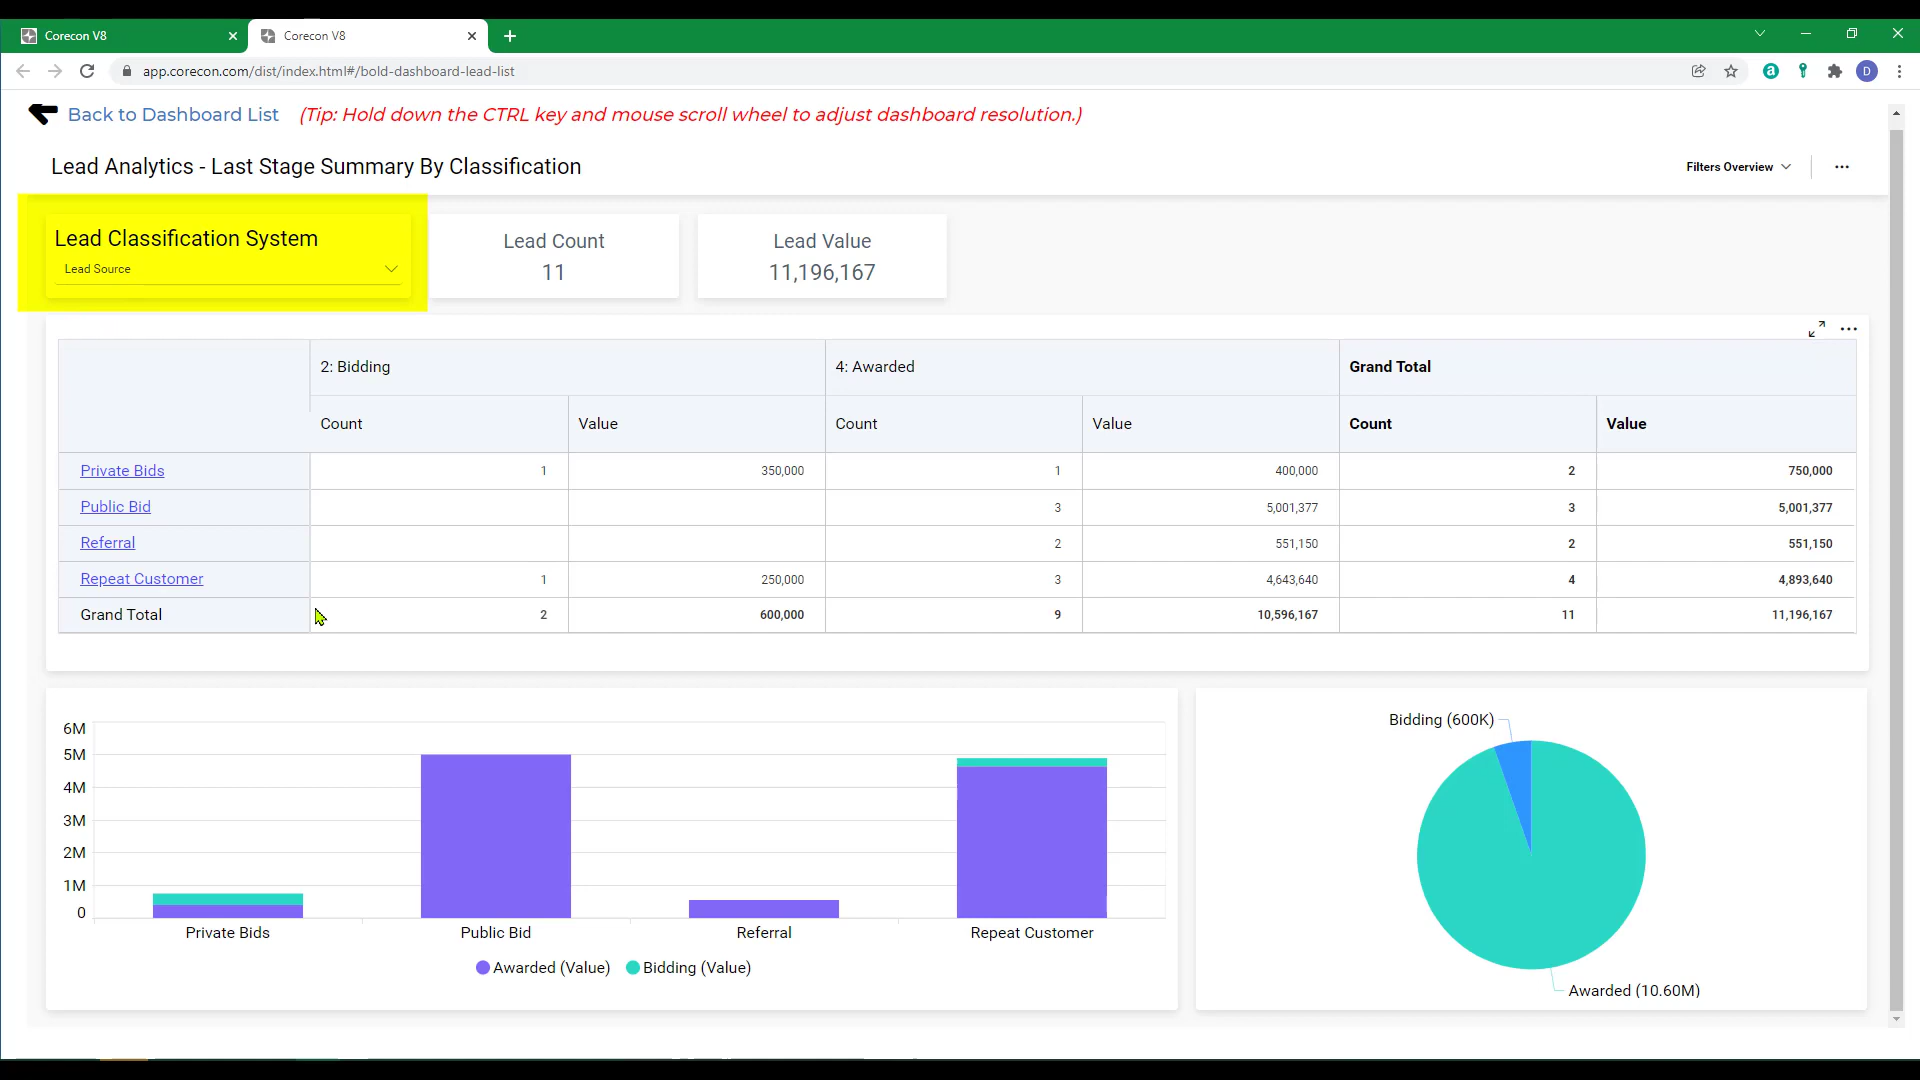 Corecon V8
Corecon V8
app.corecon.com/dist/index.html#/bold-dashboard-lead-list
D
Back to Dashboard List (Tip: Hold down the CTRL key and mouse scroll wheel to adjust dashboard resolution.)
Lead Analytics - Last Stage Summary By Classification
Filters Overview
Lead Classification System
Lead Source
Lead Count
11
Lead Value
11,196,167
2: Bidding 4: Awarded Grand Total
Count Value Count Value Count Value
Private Bids 1 350,000 1 400,000 2 750,000
Public Bid 3 5,001,377 3 5,001,377
Referral 2 551,150 2 551,150
Repeat Customer 1 250,000 3 4,643,640 4 4,893,640
Grand Total 2 600,000 9 10,596,167 11 11,196,167
6M
5M
4M
3M
2M
1M
0
Private Bids Public Bid Referral Repeat Customer
Awarded (Value) Bidding (Value)
Bidding (600K)
Awarded (10.60M)